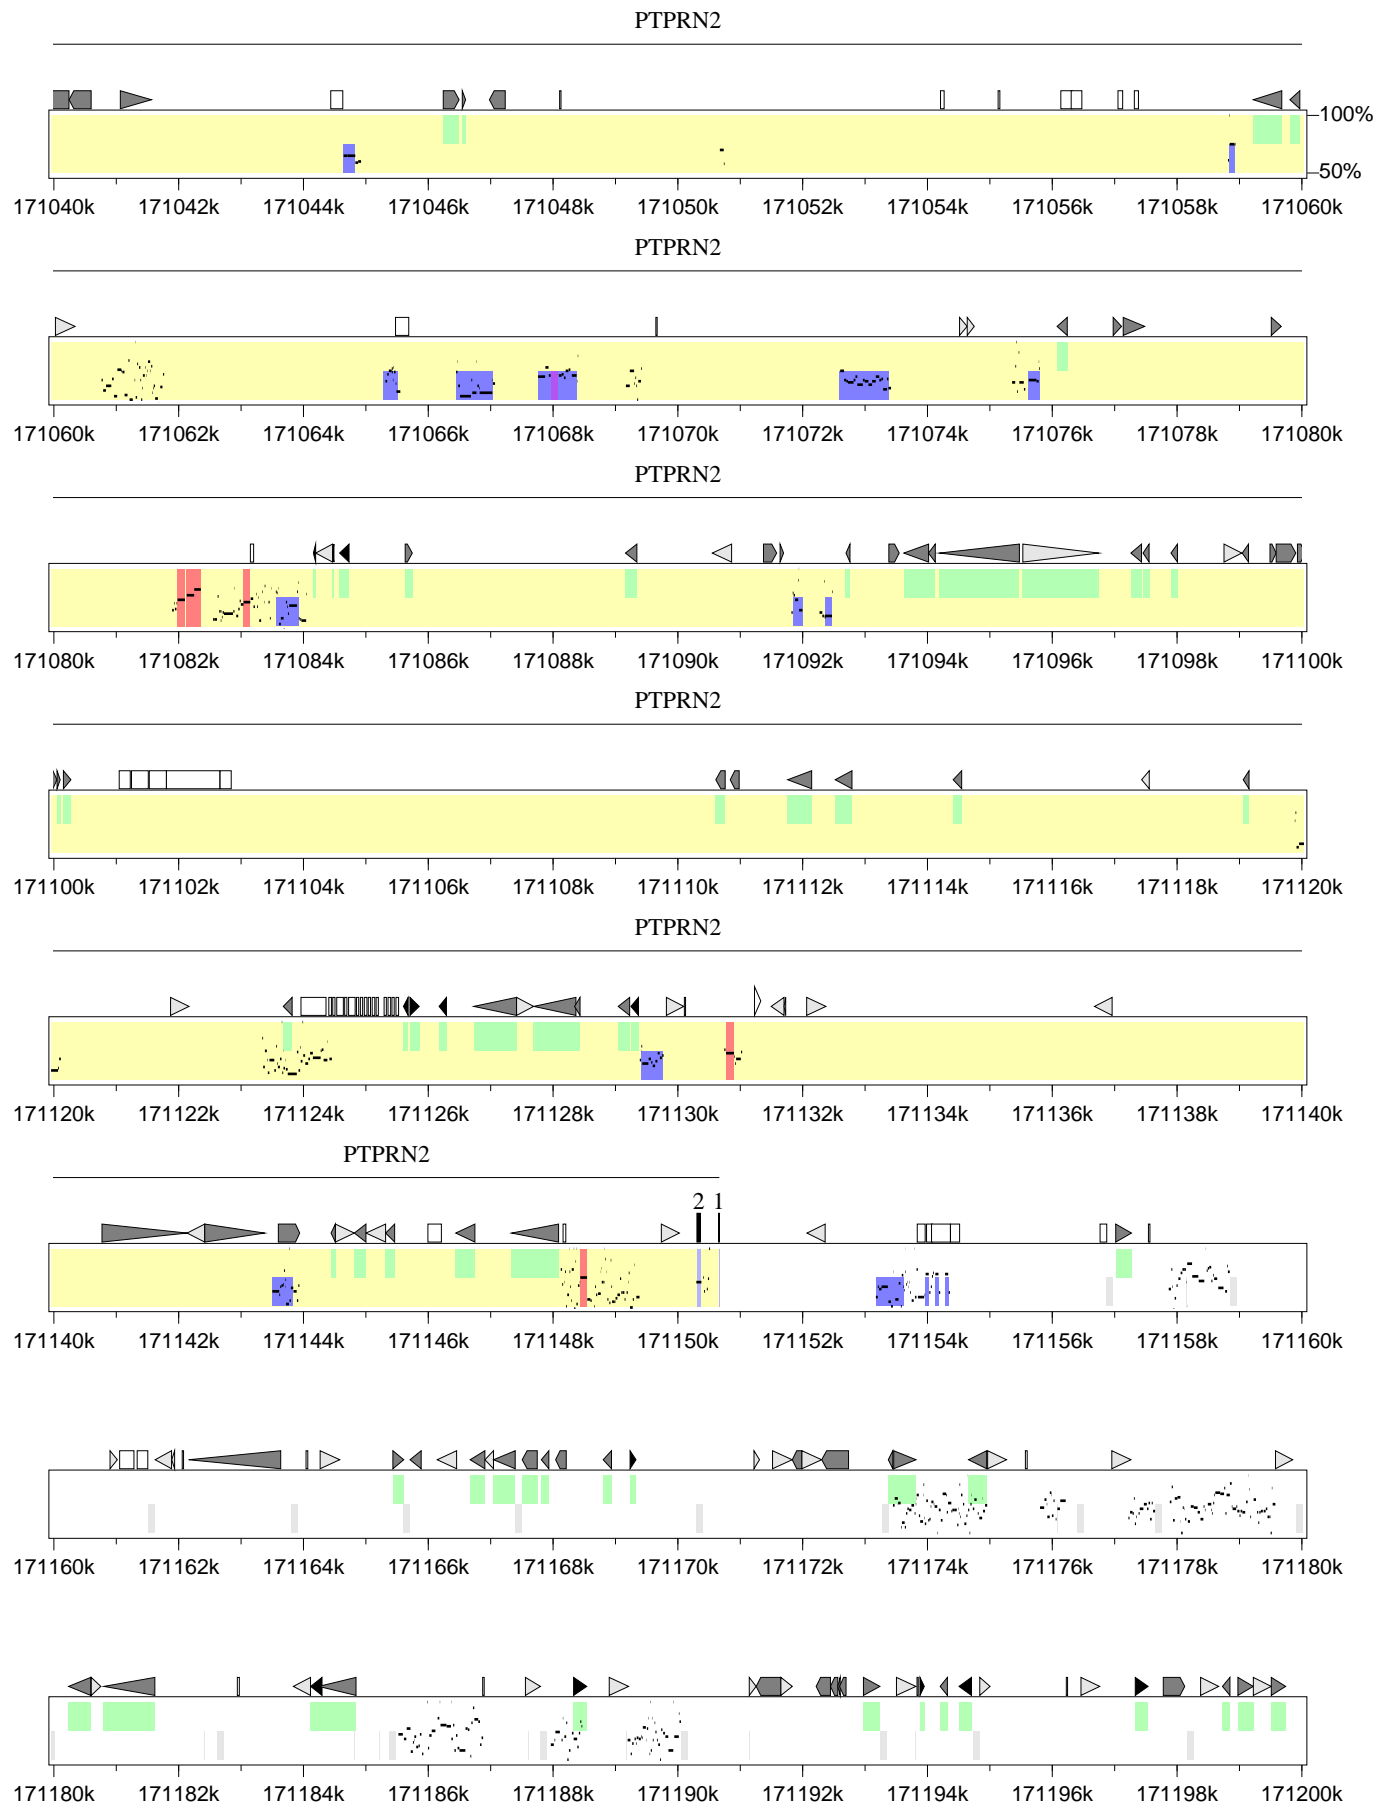 PTPRN2
100%
50%
171040k 171042k 171044k 171046k 171048k 171050k 171052k 171054k 171056k 171058k 171060k
PTPRN2
171060k 171062k 171064k 171066k 171068k 171070k 171072k 171074k 171076k 171078k 171080k
PTPRN2
171080k 171082k 171084k 171086k 171088k 171090k 171092k 171094k 171096k 171098k 171100k
PTPRN2
171100k 171102k 171104k 171106k 171108k 171110k 171112k 171114k 171116k 171118k 171120k
PTPRN2
171120k 171122k 171124k 171126k 171128k 171130k 171132k 171134k 171136k 171138k 171140k
PTPRN2
2 1
171140k 171142k 171144k 171146k 171148k 171150k 171152k 171154k 171156k 171158k 171160k
171160k 171162k 171164k 171166k 171168k 171170k 171172k 171174k 171176k 171178k 171180k
171180k 171182k 171184k 171186k 171188k 171190k 171192k 171194k 171196k 171198k 171200k